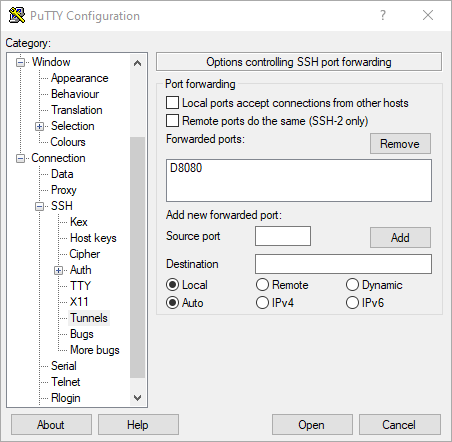 PuTTY Configuration
?
Category:
Window
Appearance
Behaviour
Translation
Selection
Colours
Connection
Data
Proxy
SSH
Kex
Host keys
Cipher
Auth
TTY
X11
Tunnels
Bugs
More bugs
Serial
Telnet
Rlogin
Options controlling SSH port forwarding
Port forwarding
Local ports accept connections from other hosts
Remote ports do the same (SSH-2 only)
Forwarded ports:
Remove
D8080
Add new forwarded port:
Source port
Add
Destination
Local Remote Dynamic
Auto IPv4 IPv6
About Help Open Cancel